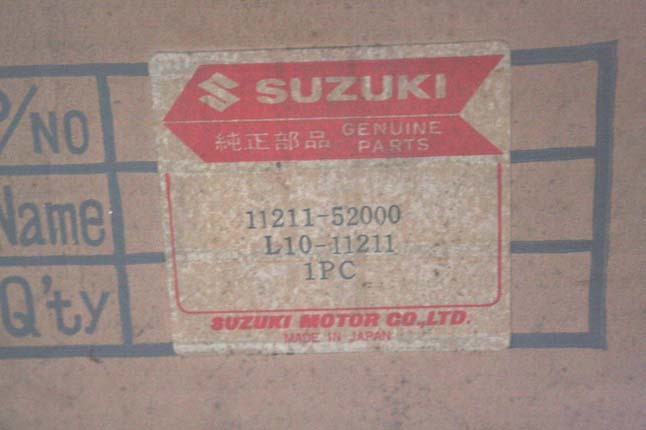 P/NO
Name
Q'ty
SUZUKI
純正部品 GENUINE PARTS
11211-52000
L10-11211
1PC
SUZUKI MOTOR CO.,LTD.
MADE IN JAPAN